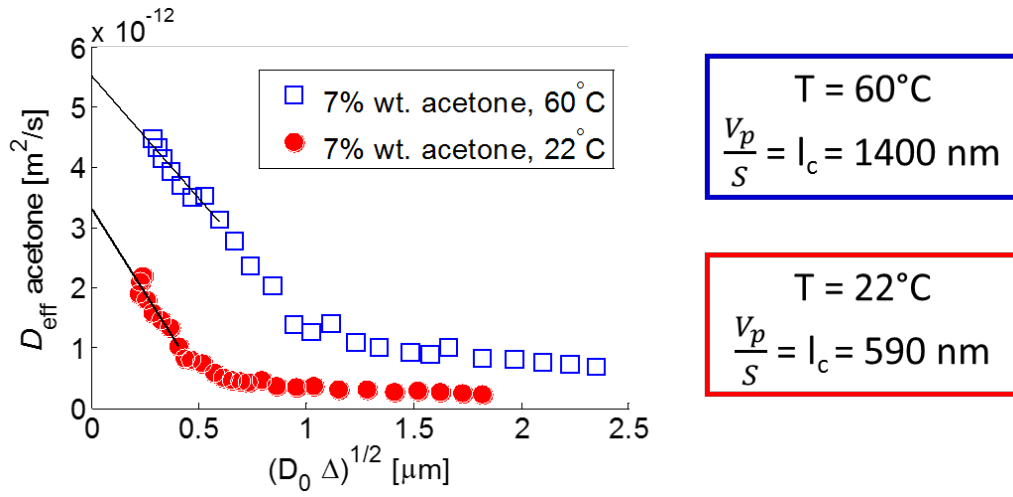 x 10⁻¹²
6
5
4
3
2
1
0
D_eff acetone [m²/s]
7% wt. acetone, 60°C
7% wt. acetone, 22°C
0 0.5 1 1.5 2 2.5
(D₀ Δ)^1/2 [μm]
T = 60°C
V_p/S = l_c = 1400 nm
T = 22°C
V_p/S = l_c = 590 nm